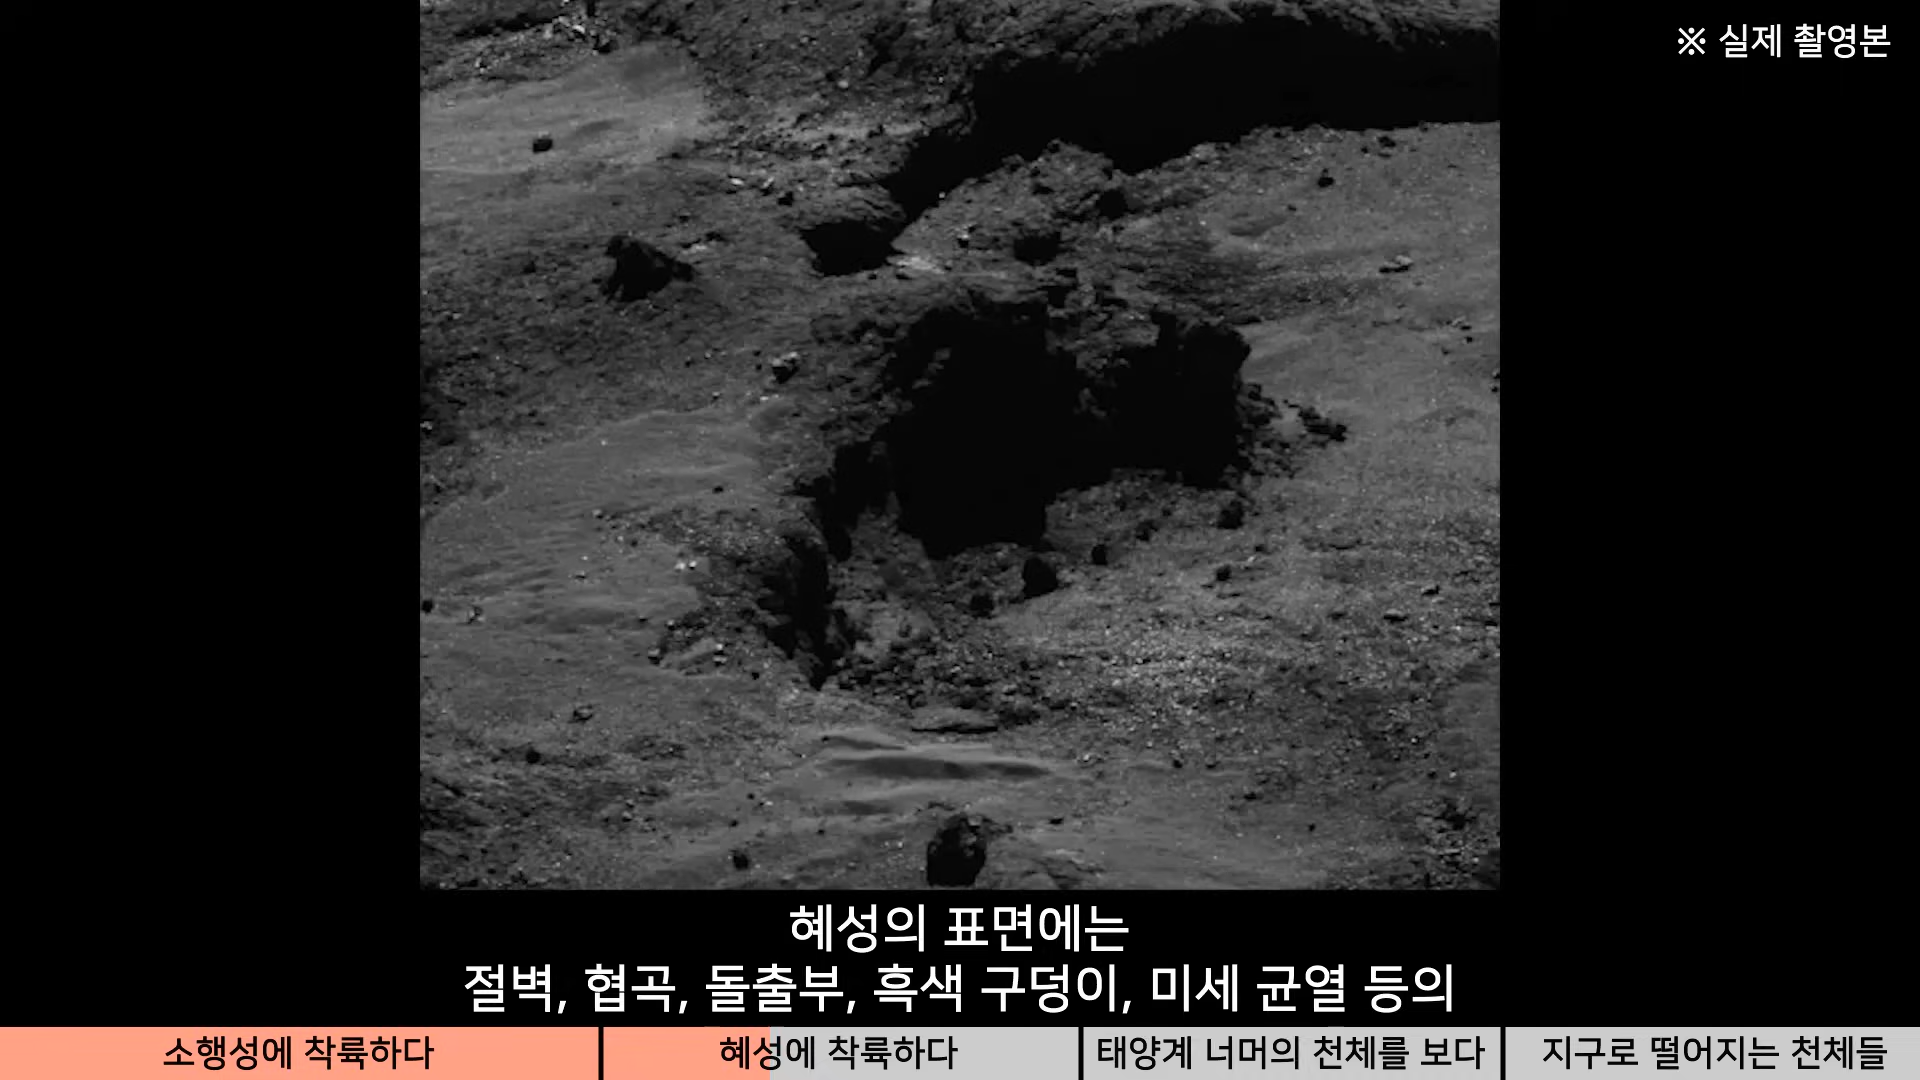 ※ 실제 촬영본
혜성의 표면에는
절벽, 협곡, 돌출부, 흑색 구덩이, 미세 균열 등의
소행성에 착륙하다
혜성에 착륙하다
태양계 너머의 천체를 보다
지구로 떨어지는 천체들